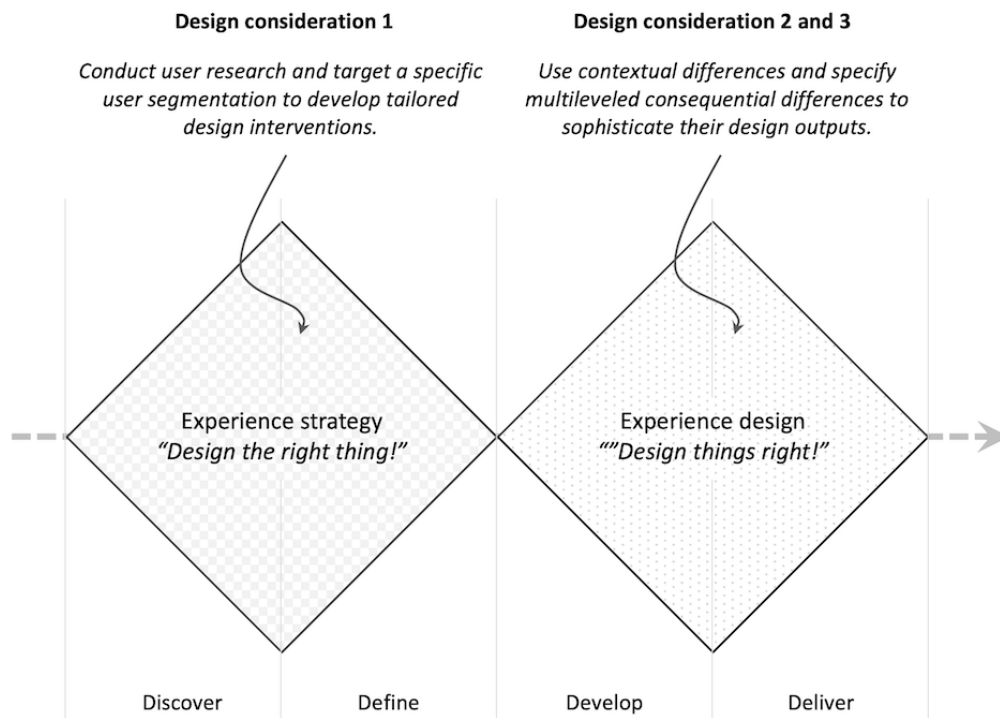 Design consideration 1
Conduct user research and target a specific
user segmentation to develop tailored
design interventions.
Design consideration 2 and 3
Use contextual differences and specify
multileveled consequential differences to
sophisticate their design outputs.
Experience strategy
“Design the right thing!”
Experience design
“”Design things right!”
Discover
Define
Develop
Deliver